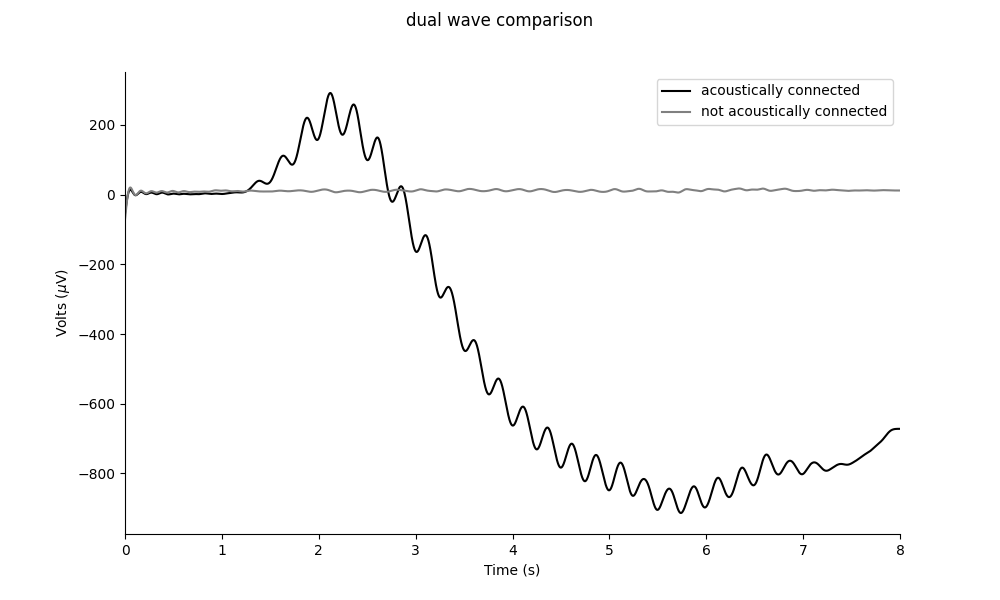 dual wave comparison
acoustically connected
not acoustically connected
200
0
−200
−400
−600
−800
Volts (μV)
0 1 2 3 4 5 6 7 8
Time (s)